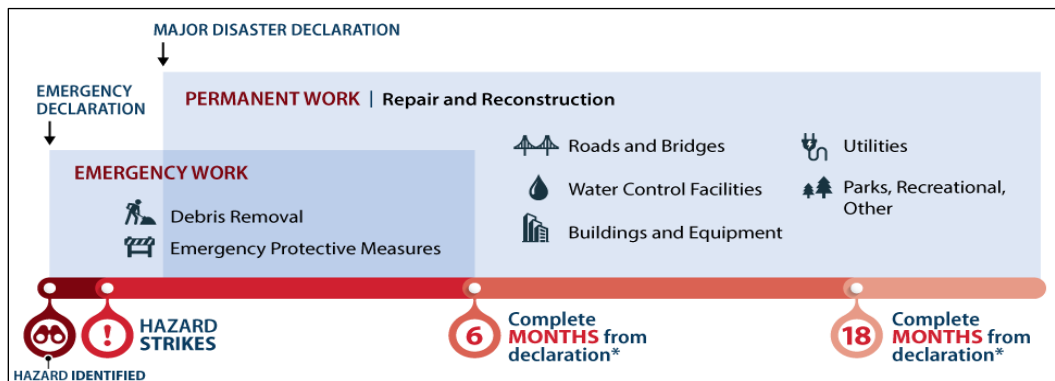 MAJOR DISASTER DECLARATION
EMERGENCY
DECLARATION
PERMANENT WORK | Repair and Reconstruction
Roads and Bridges
Utilities
EMERGENCY WORK
Water Control Facilities
Parks, Recreational,
Other
Debris Removal
Buildings and Equipment
Emergency Protective Measures
!
HAZARD
STRIKES
6
Complete
MONTHS from
declaration*
18
Complete
MONTHS from
declaration*
HAZARD IDENTIFIED